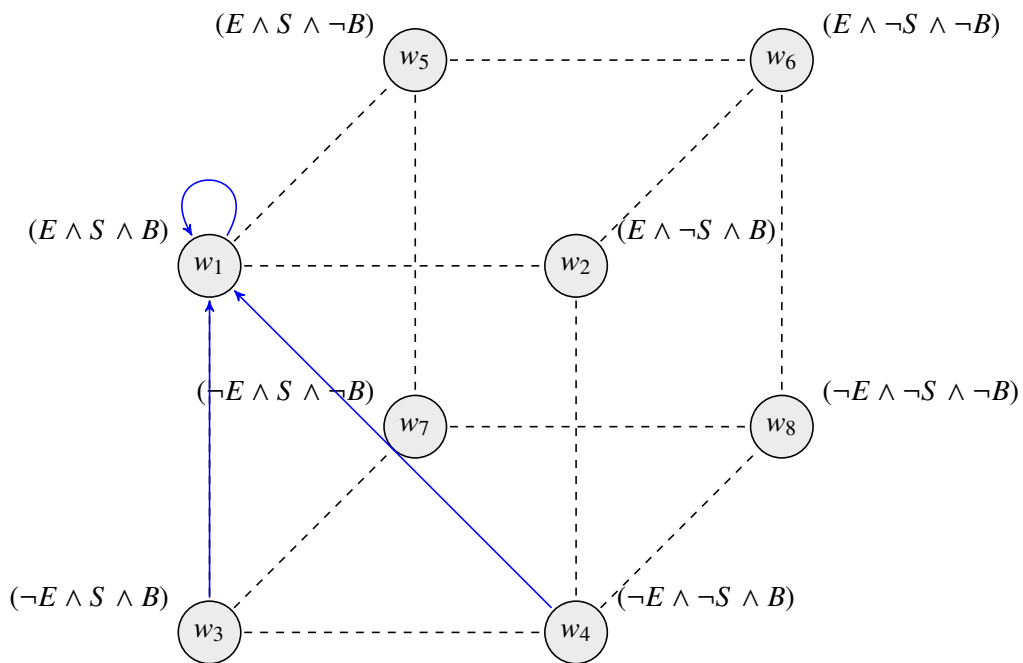 (E ∧ S ∧ ¬B)
w₅
(E ∧ ¬S ∧ ¬B)
w₆
(E ∧ S ∧ B)
w₁
(E ∧ ¬S ∧ B)
w₂
(¬E ∧ S ∧ ¬B)
w₇
(¬E ∧ ¬S ∧ ¬B)
w₈
(¬E ∧ S ∧ B)
w₃
(¬E ∧ ¬S ∧ B)
w₄